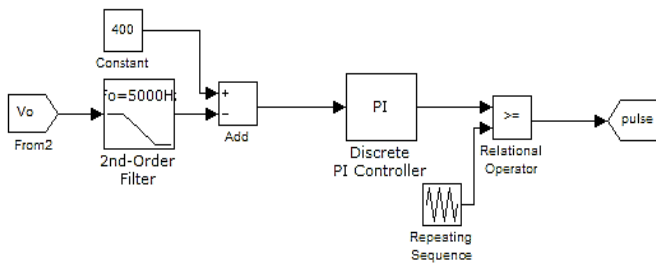 400
Constant
Vo
From2
Fo=5000Hz
2nd-Order
Filter
+
−
Add
PI
Discrete
PI Controller
>=
Relational
Operator
pulse
Repeating
Sequence